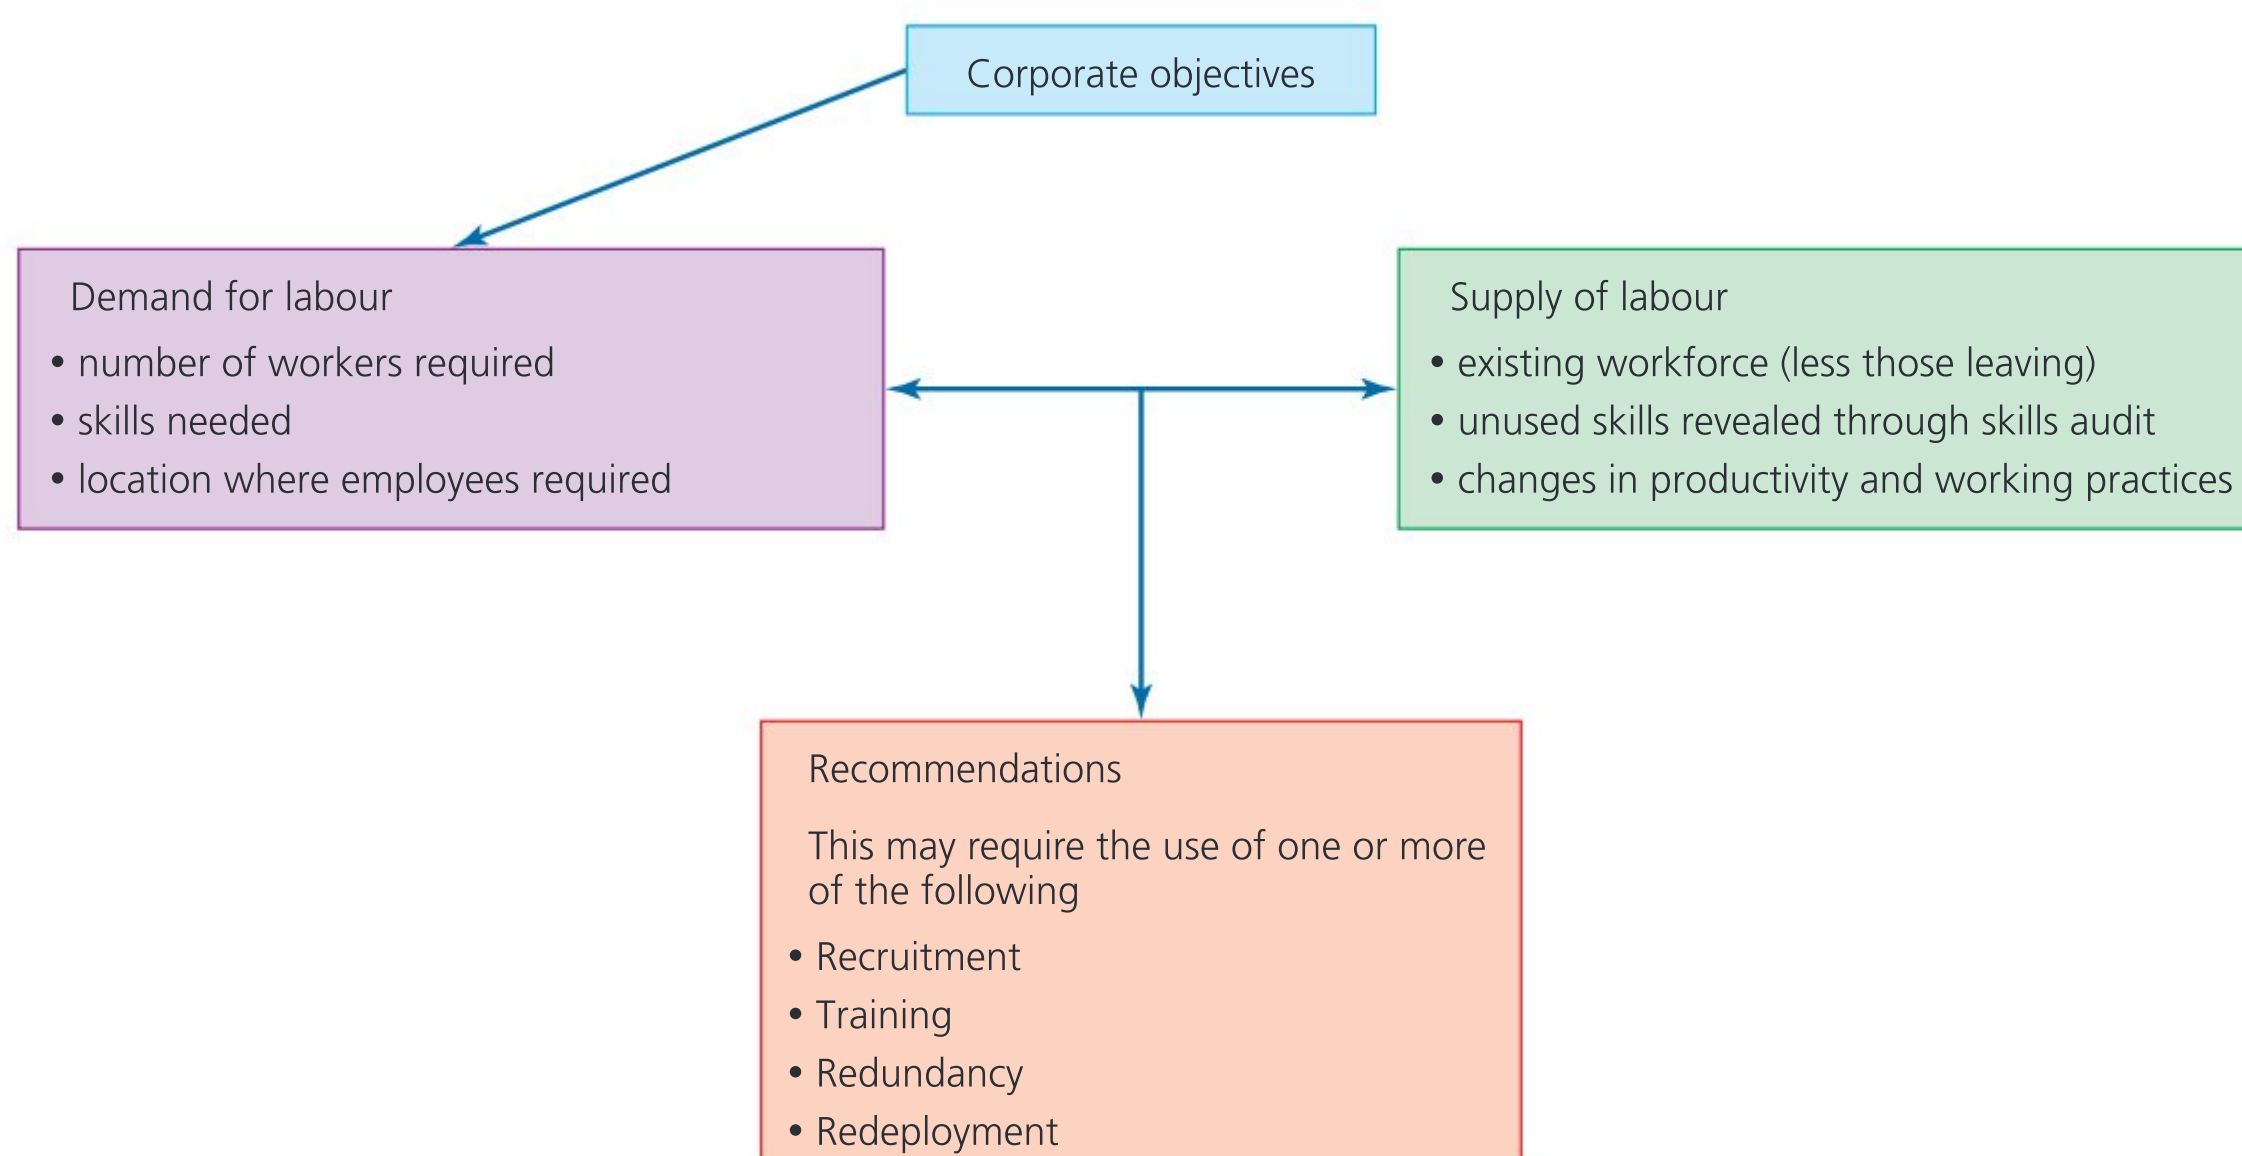 Corporate objectives
Demand for labour
• number of workers required
• skills needed
• location where employees required
Supply of labour
• existing workforce (less those leaving)
• unused skills revealed through skills audit
• changes in productivity and working practices
Recommendations
This may require the use of one or more
of the following
• Recruitment
• Training
• Redundancy
• Redeployment